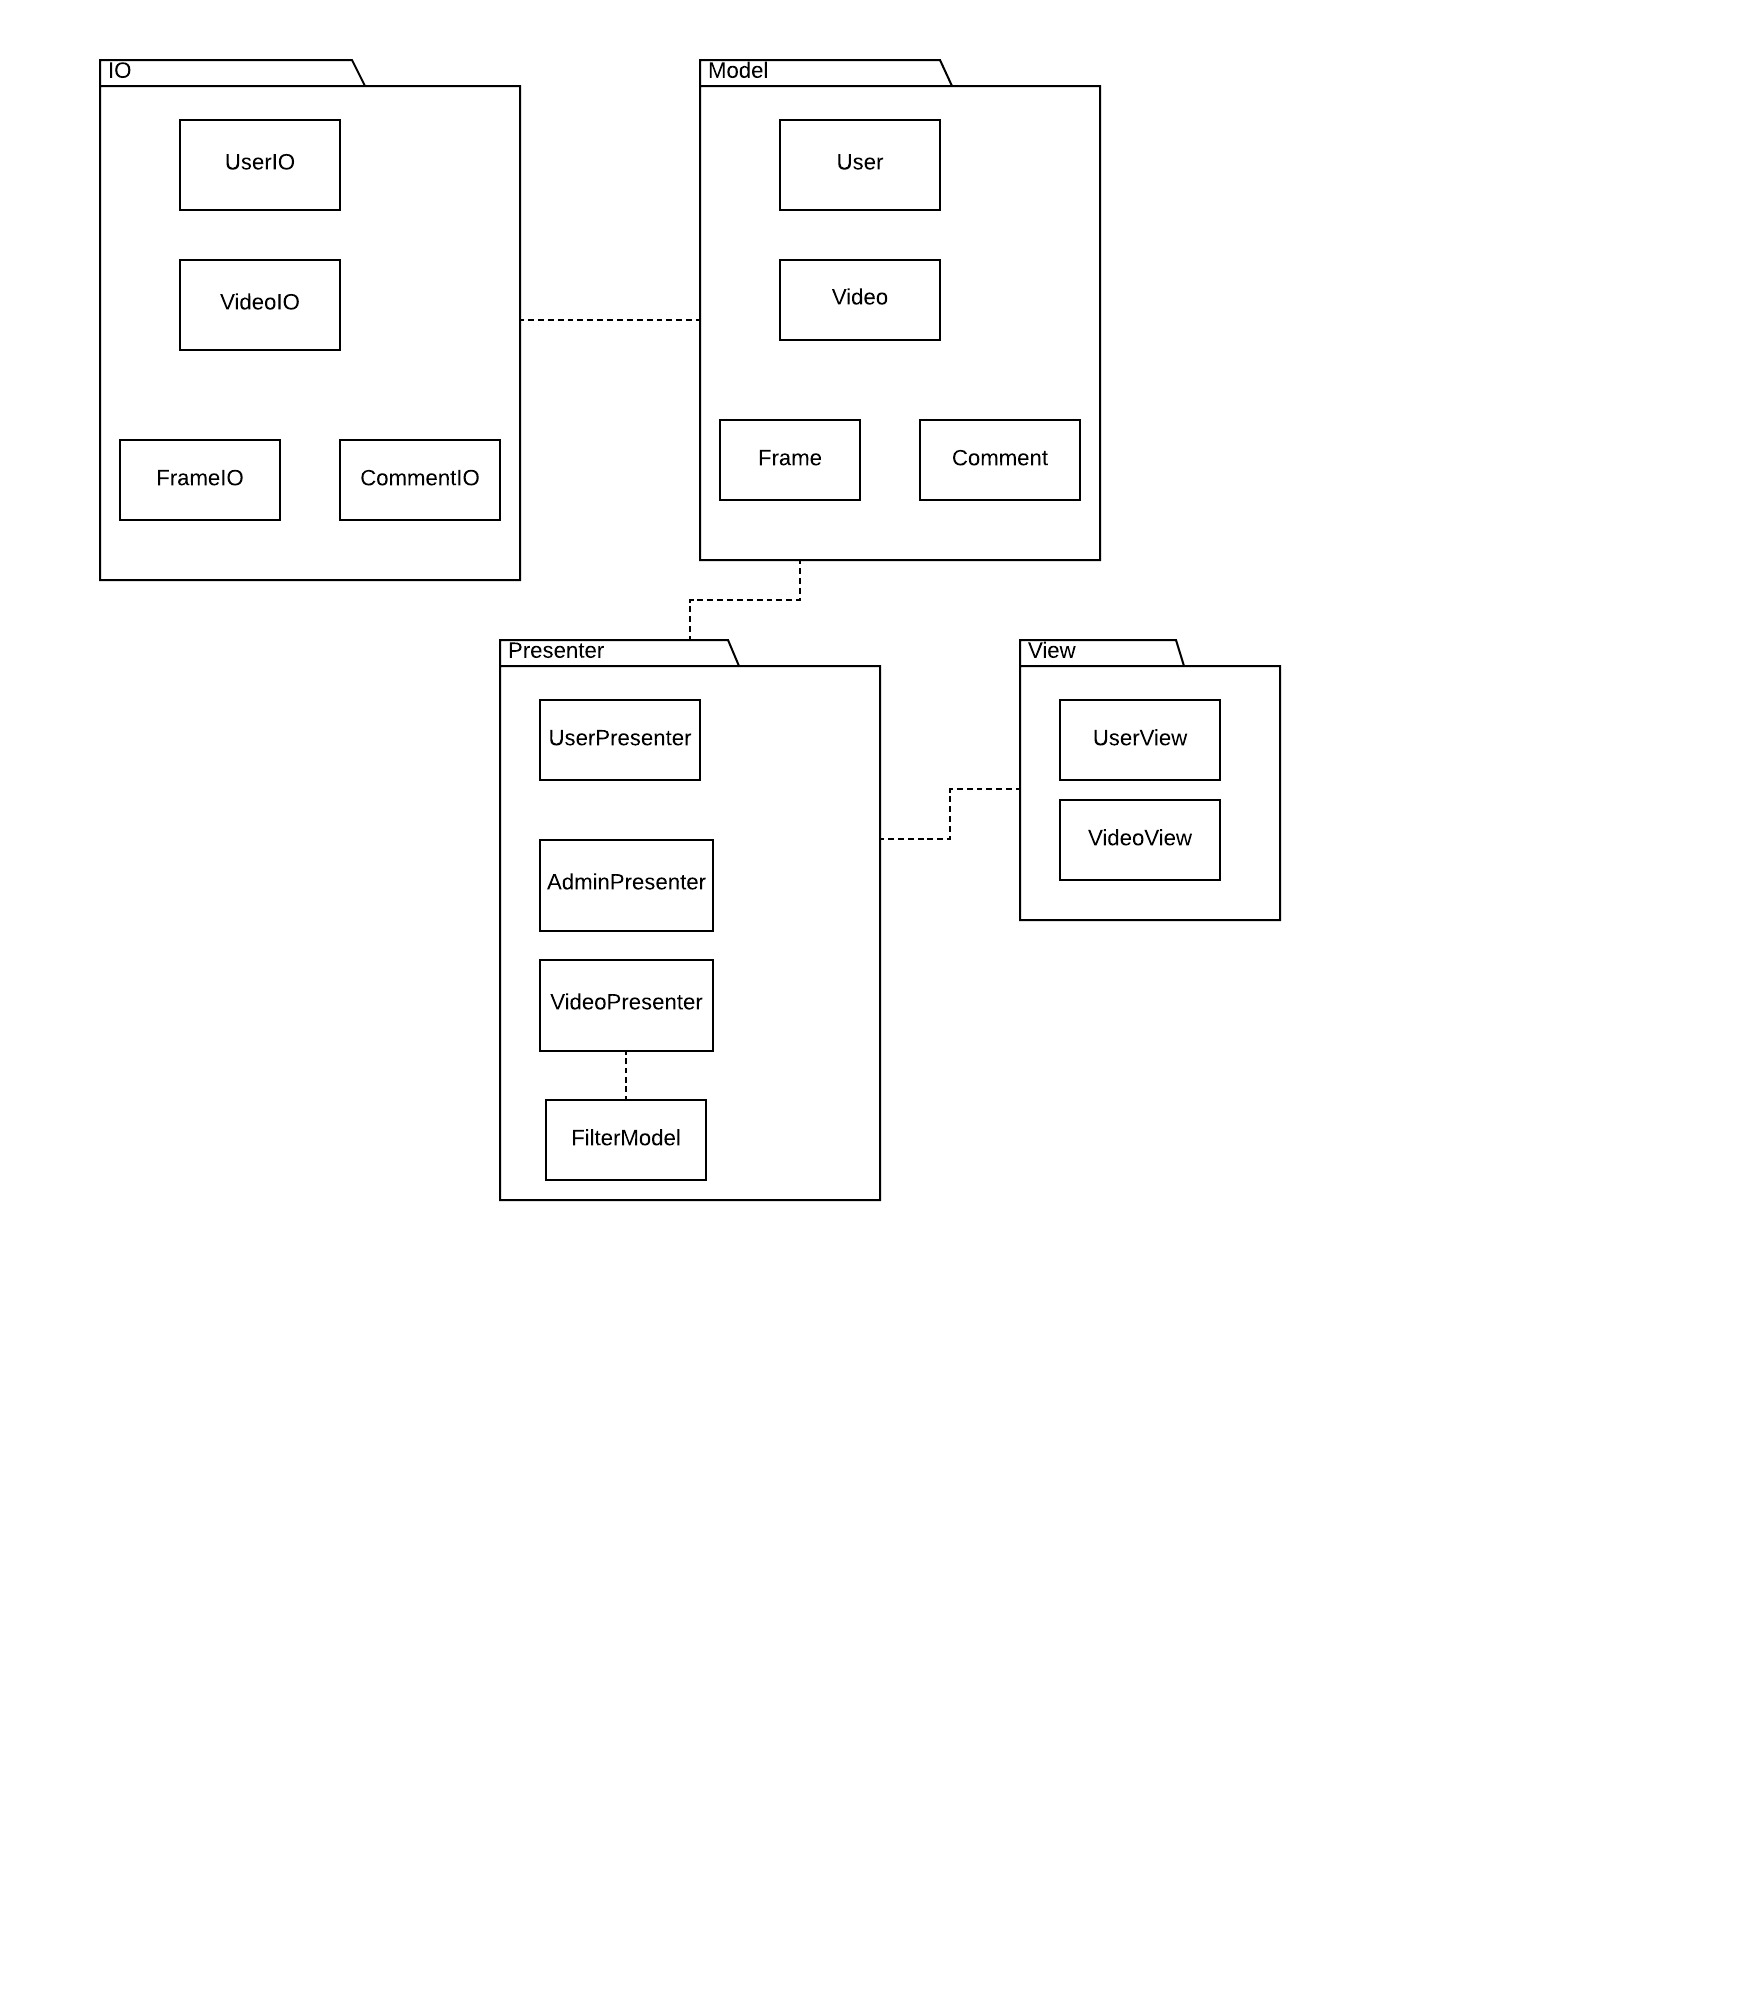 IO
UserIO
VideoIO
FrameIO
CommentIO
Model
User
Video
Frame
Comment
Presenter
UserPresenter
AdminPresenter
VideoPresenter
FilterModel
View
UserView
VideoView